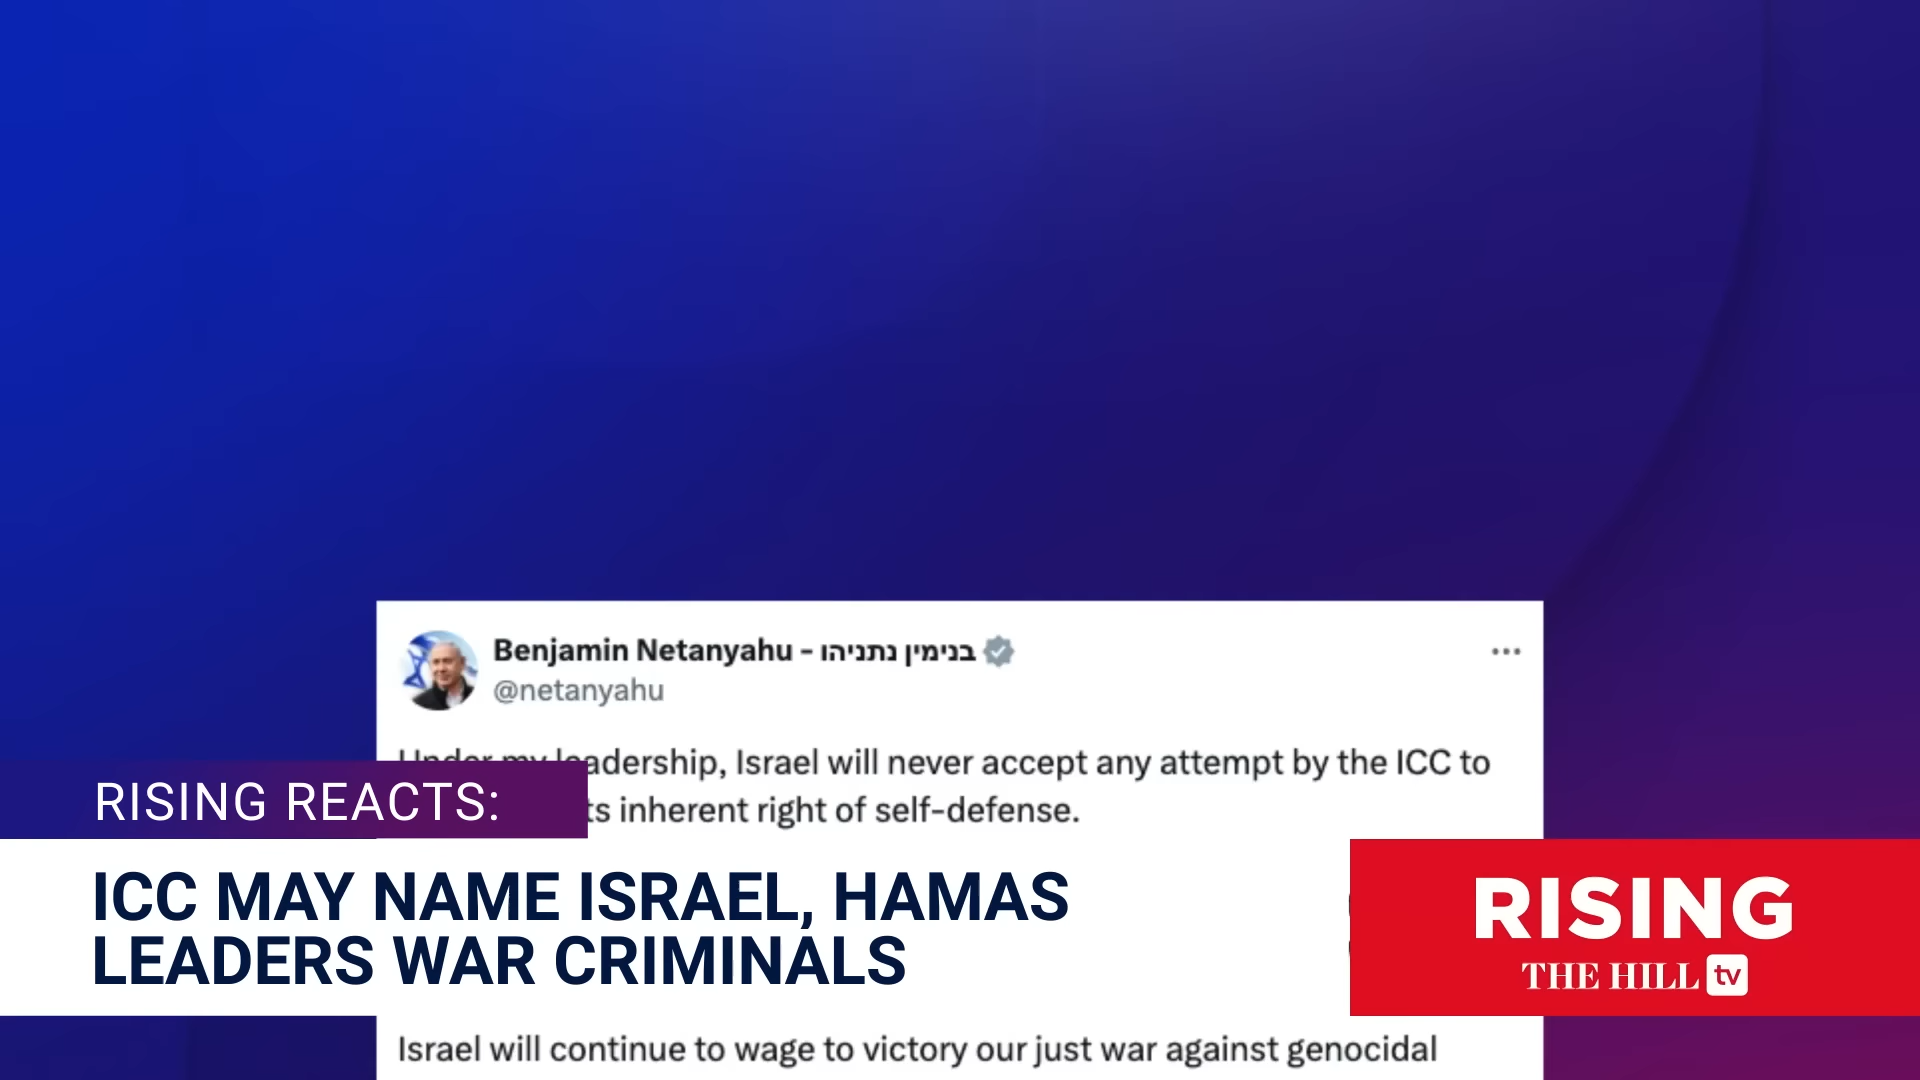 Benjamin Netanyahu - בנימין נתניהו
@netanyahu
my leadership, Israel will never accept any attempt by the ICC to
inherent right of self-defense.
RISING REACTS:
ICC MAY NAME ISRAEL, HAMAS
LEADERS WAR CRIMINALS
RISING
THE HILL tv
Israel will continue to wage to victory our just war against genocidal